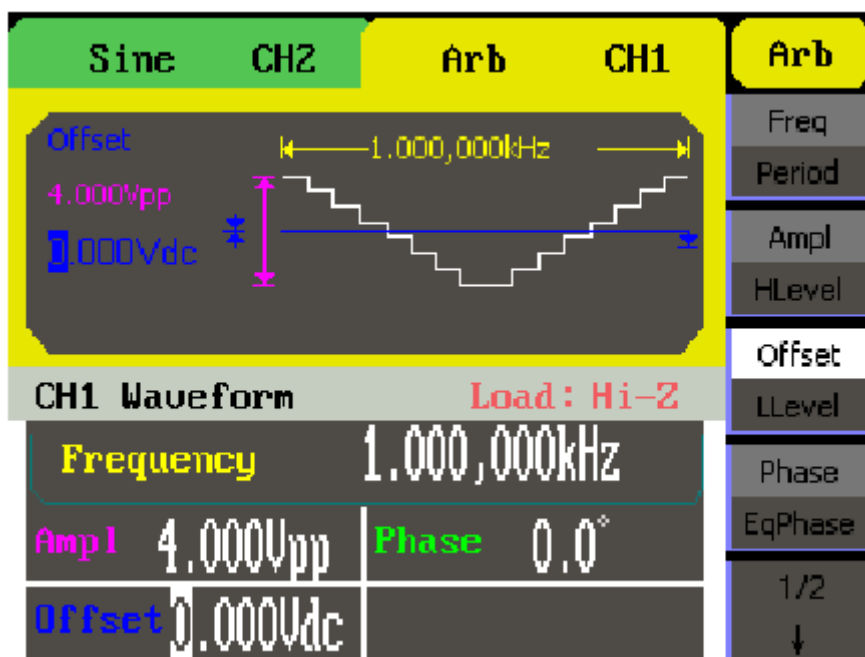 Sine CH2 Arb CH1 Arb
Offset
1.000,000kHz
4.000Vpp
0.000Vdc
Freq
Period
Ampl
HLevel
Offset
LLevel
Phase
EqPhase
1/2
CH1 Waveform Load: Hi-Z
Frequency 1.000,000kHz
Ampl 4.000Vpp Phase 0.0°
Offset 0.000Vdc